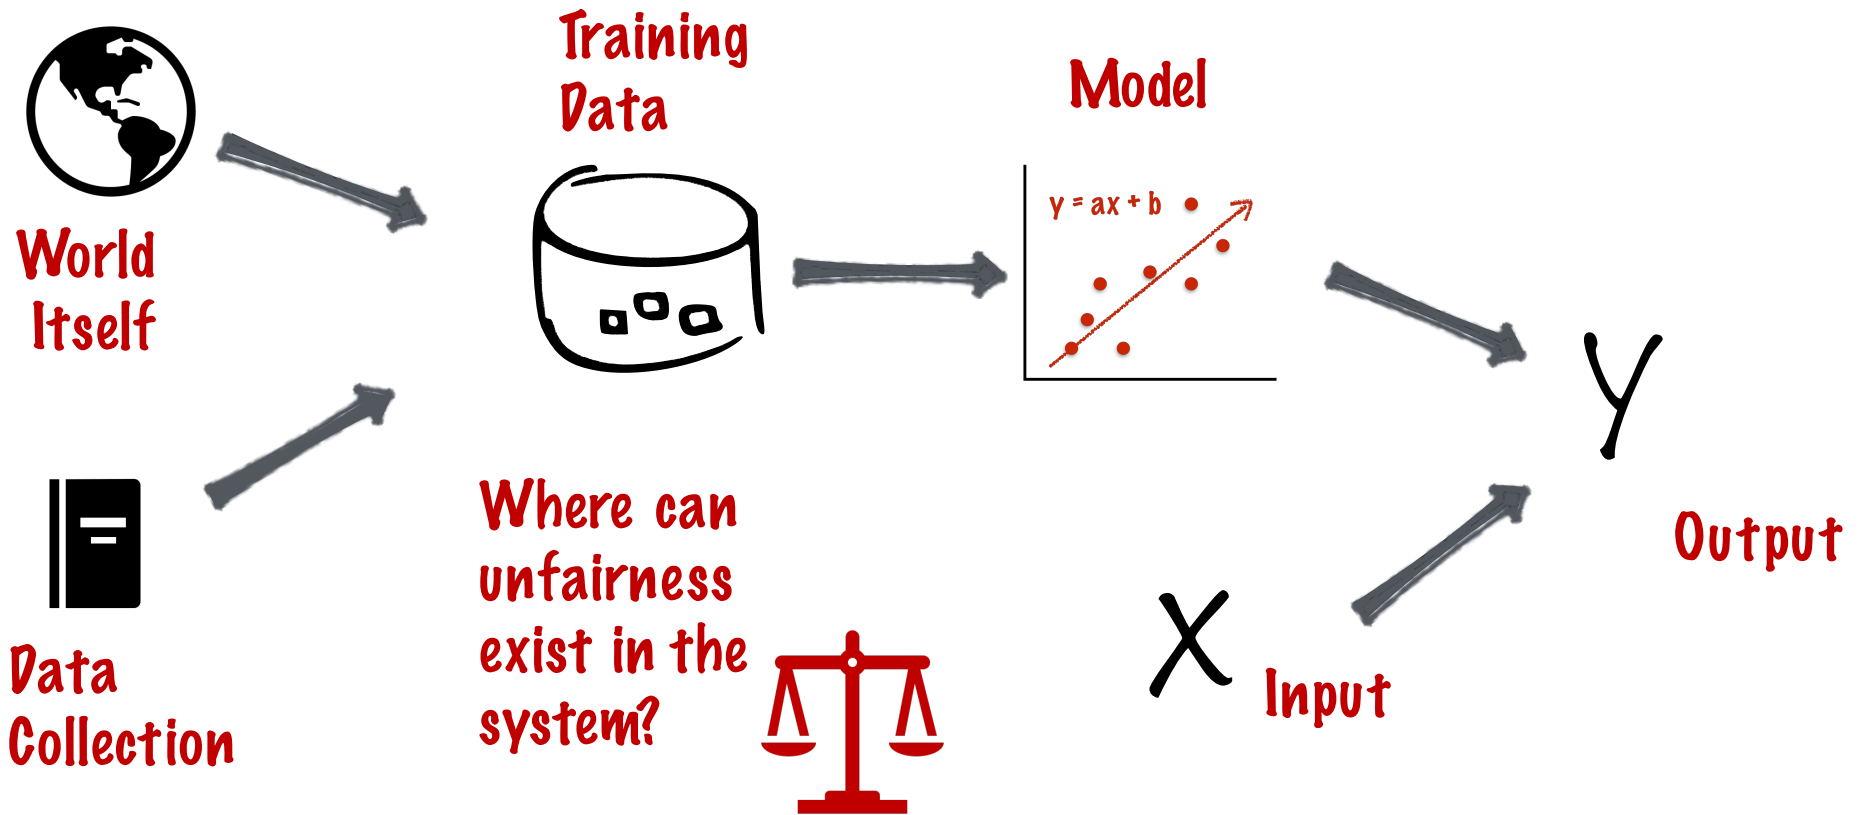 Training
Data
Model
World
Itself
y = ax + b
Y
Output
Data
Collection
Where can
unfairness
exist in the
system?
X
Input